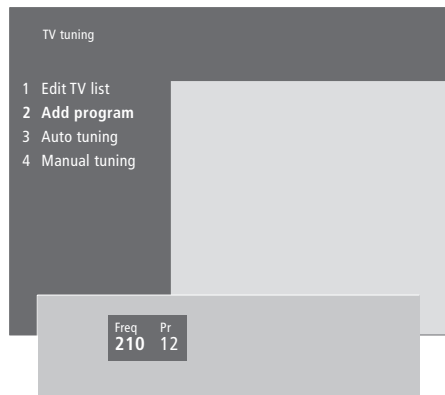 TV tuning
1 Edit TV list
2 Add program
3 Auto tuning
4 Manual tuning
Freq Pr
210 12